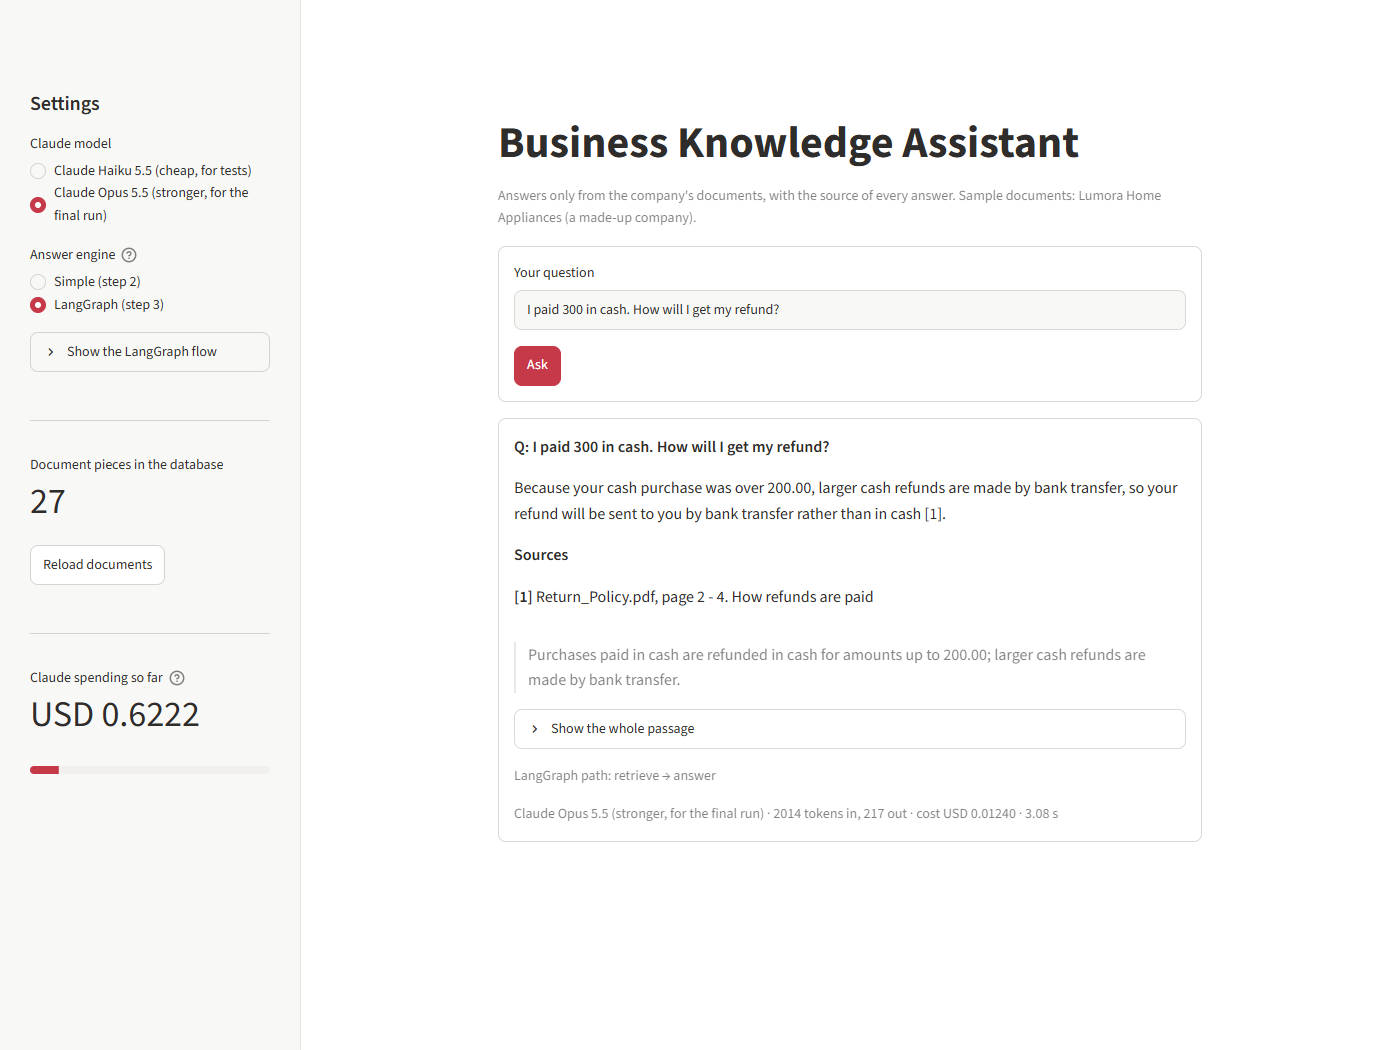 Settings
Claude model
Claude Haiku 5.5 (cheap, for tests)
Claude Opus 5.5 (stronger, for the
final run)
Answer engine
Simple (step 2)
LangGraph (step 3)
Show the LangGraph flow
Document pieces in the database
27
Reload documents
Claude spending so far
USD 0.6222
Business Knowledge Assistant
Answers only from the company's documents, with the source of every answer. Sample documents: Lumora Home
Appliances (a made-up company).
Your question
I paid 300 in cash. How will I get my refund?
Ask
Q: I paid 300 in cash. How will I get my refund?
Because your cash purchase was over 200.00, larger cash refunds are made by bank transfer, so your
refund will be sent to you by bank transfer rather than in cash [1].
Sources
[1] Return_Policy.pdf, page 2 - 4. How refunds are paid
Purchases paid in cash are refunded in cash for amounts up to 200.00; larger cash refunds are
made by bank transfer.
Show the whole passage
LangGraph path: retrieve → answer
Claude Opus 5.5 (stronger, for the final run) · 2014 tokens in, 217 out · cost USD 0.01240 · 3.08 s